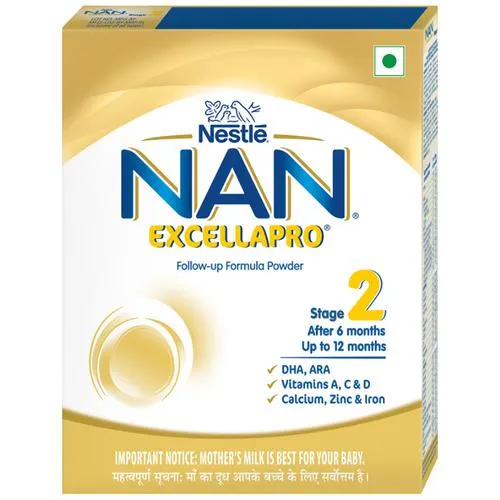 NAN
Nestlé
NAN®
EXCELLAPRO®
Follow-up Formula Powder
Stage 2
After 6 months
Up to 12 months
✓ DHA, ARA
✓ Vitamins A, C & D
✓ Calcium, Zinc & Iron
IMPORTANT NOTICE: MOTHER'S MILK IS BEST FOR YOUR BABY.
महत्वपूर्ण सूचना: माँ का दूध आपके बच्चे के लिए सर्वोत्तम है।